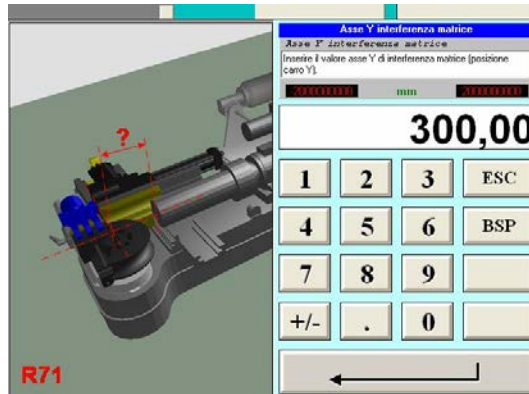 Asse Y interferenza matrice
Asse Y interferenza matrice
Inserire il valore asse Y di interferenza matrice (posizione
carro Y).
mm
300,00
?
1 2 3 ESC
4 5 6 BSP
7 8 9
+/- . 0
R71